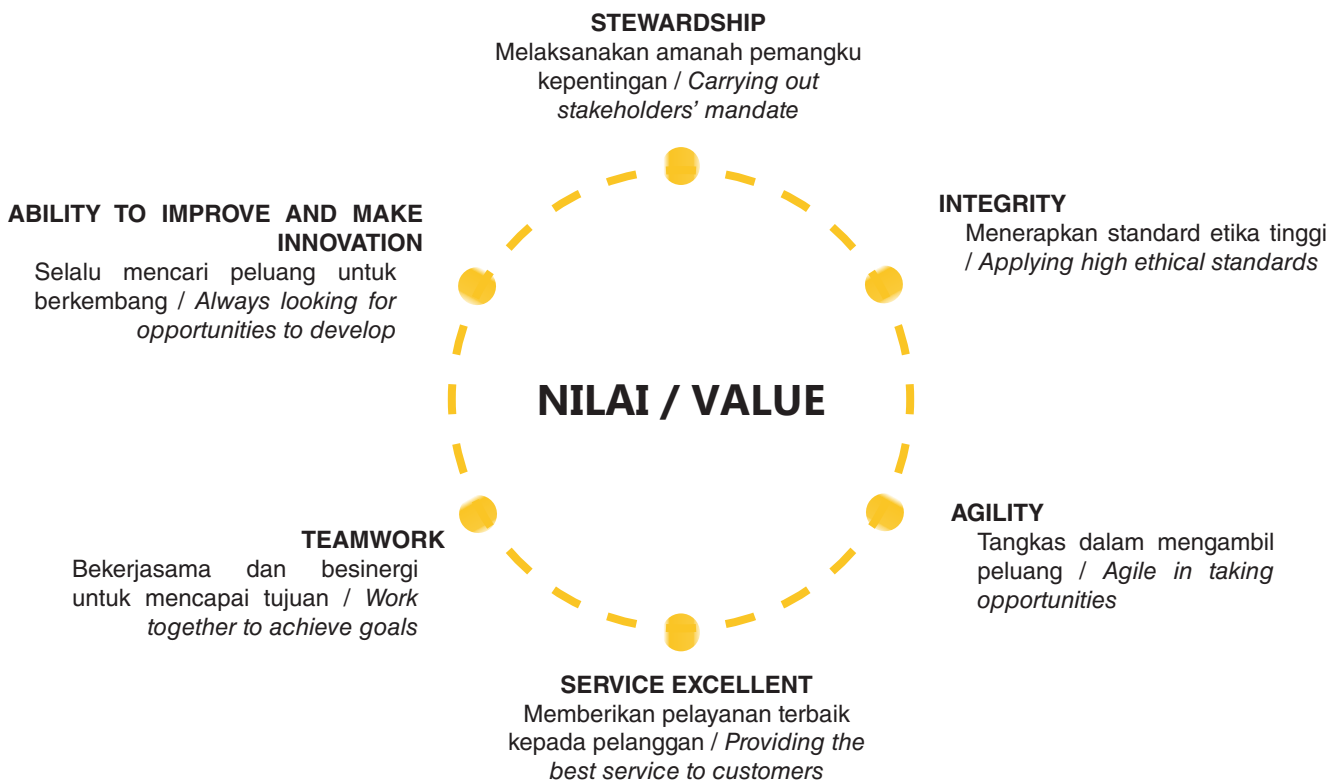 STEWARDSHIP
Melaksanakan amanah pemangku
kepentingan / Carrying out
stakeholders’ mandate
INTEGRITY
Menerapkan standard etika tinggi
/ Applying high ethical standards
AGILITY
Tangkas dalam mengambil
peluang / Agile in taking
opportunities
SERVICE EXCELLENT
Memberikan pelayanan terbaik
kepada pelanggan / Providing the
best service to customers
TEAMWORK
Bekerjasama dan besinergi
untuk mencapai tujuan / Work
together to achieve goals
ABILITY TO IMPROVE AND MAKE
INNOVATION
Selalu mencari peluang untuk
berkembang / Always looking for
opportunities to develop
NILAI / VALUE